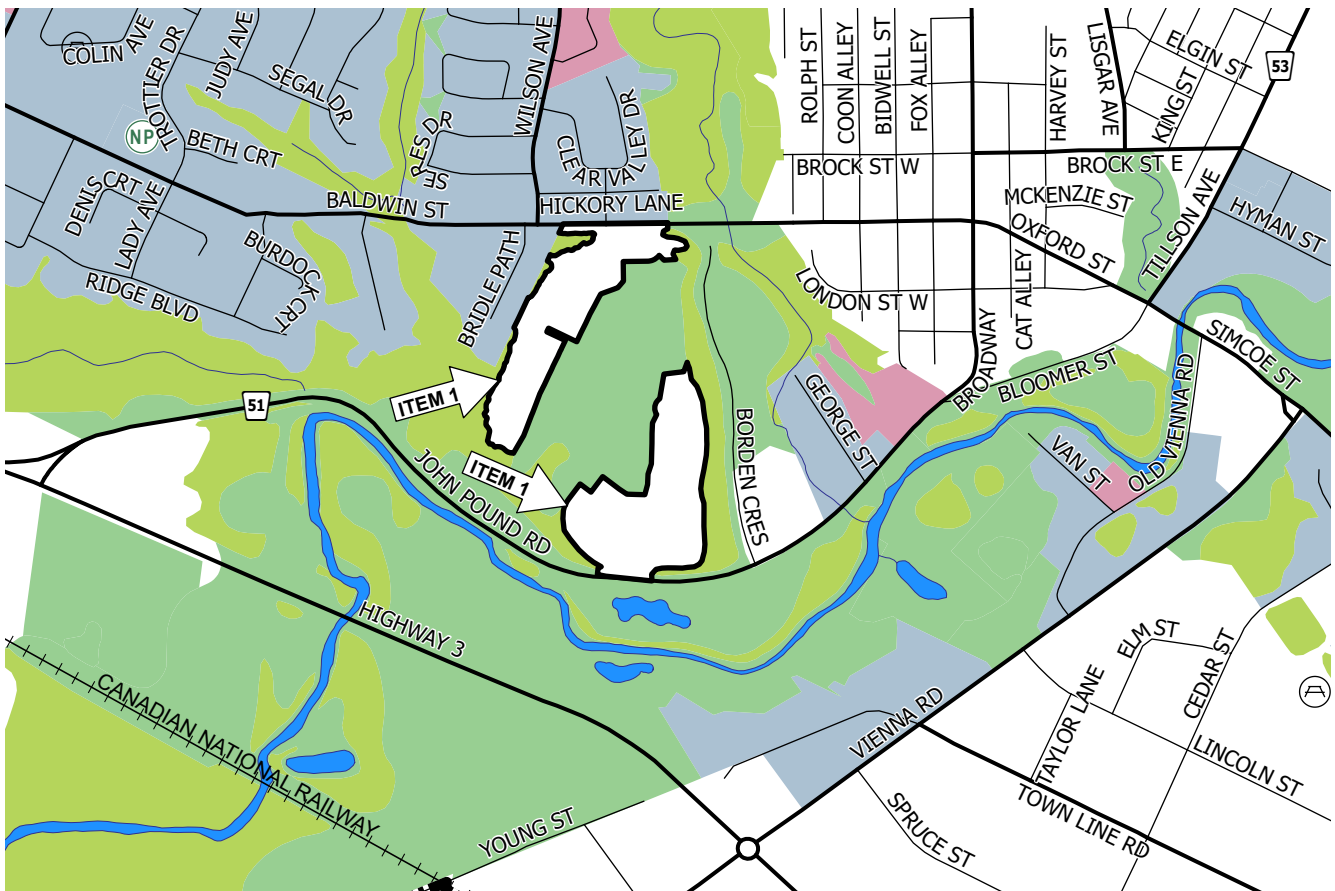 COLIN AVE
TROTTIER DR
JUDY AVE
SEGAL DR
SERES DR
WILSON AVE
CLEARVALLEY DR
ROLPH ST
COON ALLEY
BIDWELL ST
FOX ALLEY
HARVEY ST
LISGAR AVE
ELGIN ST
KING ST
53
NP
BETH CRT
BROCK ST W
BROCK ST E
DENIS CRT
LADY AVE
BALDWIN ST
HICKORY LANE
MCKENZIE ST
OXFORD ST
TILLSON AVE
HYMAN ST
BURDOCK CRT
RIDGE BLVD
BRIDLE PATH
LONDON ST W
CAT ALLEY
BROADWAY
SIMCOE ST
51
ITEM 1
BLOOMER ST
GEORGE ST
BORDEN CRES
OLD VIENNA RD
VAN ST
ITEM 1
JOHN POUND RD
HIGHWAY 3
CANADIAN NATIONAL RAILWAY
ELM ST
CEDAR ST
TAYLOR LANE
VIENNA RD
LINCOLN ST
TOWN LINE RD
SPRUCE ST
YOUNG ST